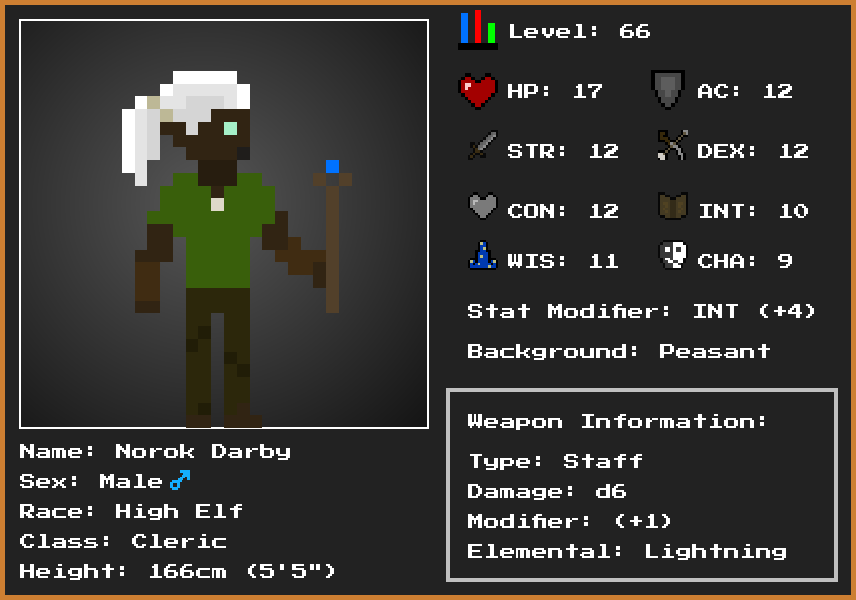 Level: 66
HP: 17
AC: 12
STR: 12
DEX: 12
CON: 12
INT: 10
WIS: 11
CHA: 9
Stat Modifier: INT (+4)
Background: Peasant
Weapon Information:
Type: Staff
Damage: d6
Modifier: (+1)
Elemental: Lightning
Name: Norok Darby
Sex: Male♂
Race: High Elf
Class: Cleric
Height: 166cm (5'5")